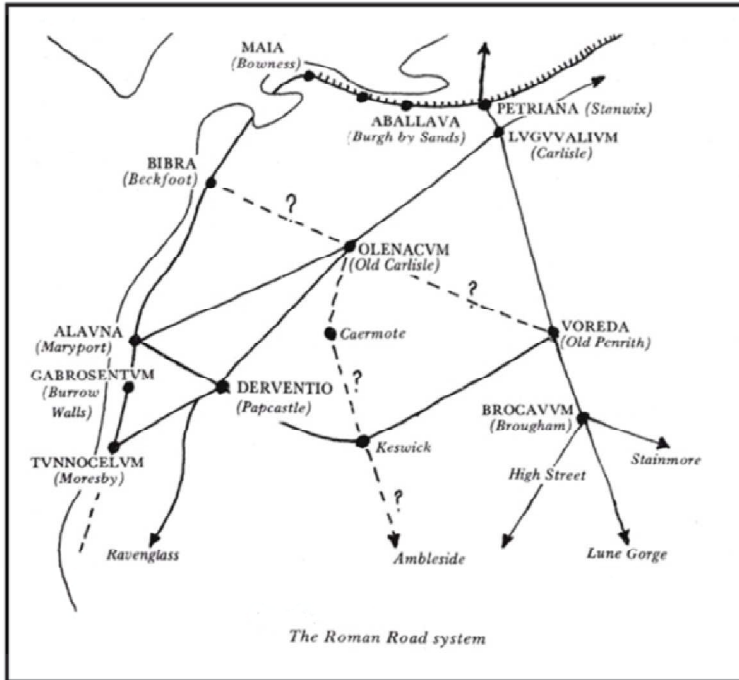 MAIA
(Bowness)
ABALLAVA
(Burgh by Sands)
PETRIANA (Stanwix)
LVGVVALIVM
(Carlisle)
BIBRA
(Beckfoot)
?
OLENACVM
(Old Carlisle)
?
ALAVNA
(Maryport)
Caermote
VOREDA
(Old Penrith)
GABROSENTVM
(Burrow
Walls)
DERVENTIO
(Papcastle)
?
BROCAVVM
(Brougham)
Keswick
TVNNOCELVM
(Moresby)
High Street
Stainmore
?
Ravenglass
Ambleside
Lune Gorge
The Roman Road system